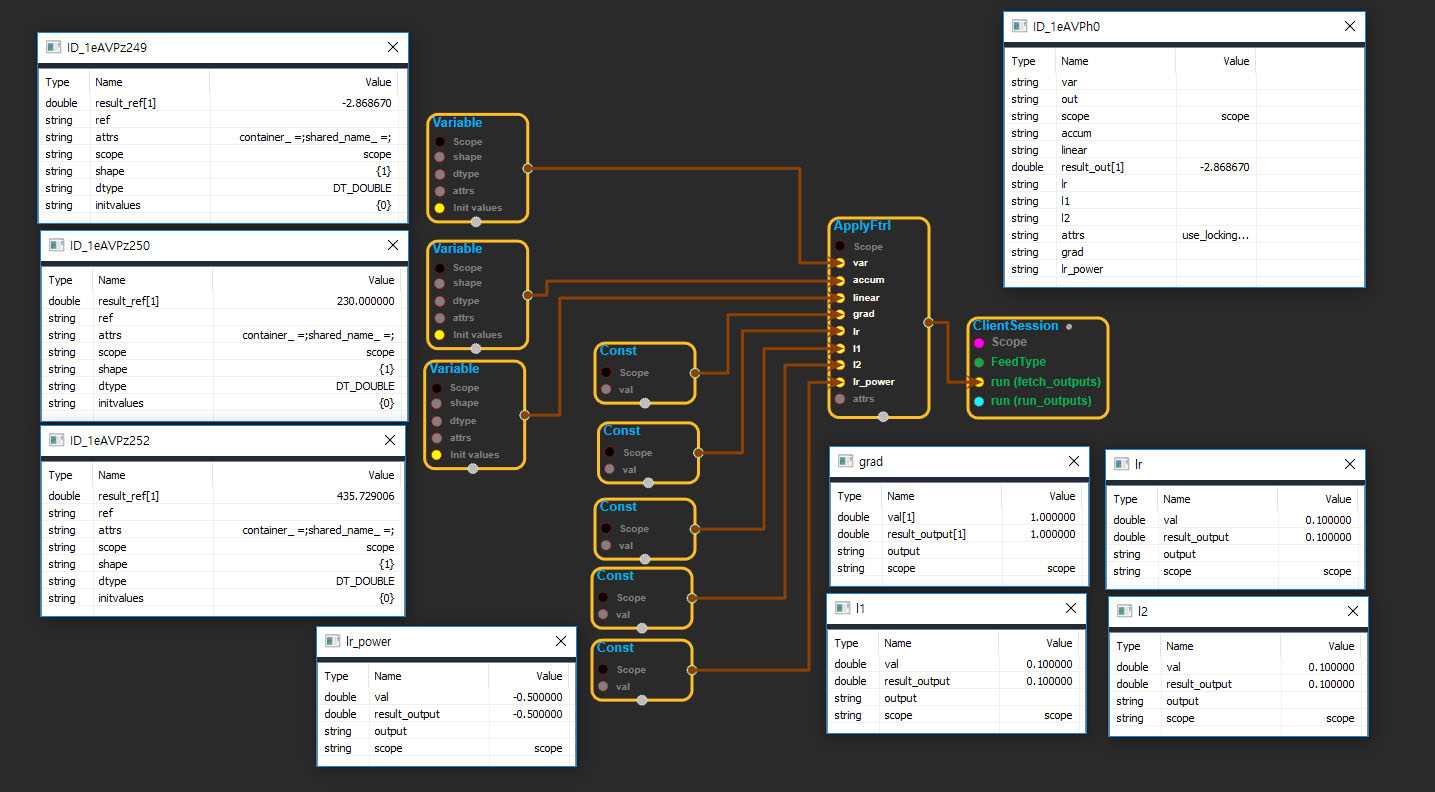 ID_1eAVPz249
Type Name Value
double result_ref[1] -2.868670
string ref
string attrs container_ =;shared_name_ =;
string scope scope
string shape {1}
string dtype DT_DOUBLE
string initvalues {0}
ID_1eAVPz250
Type Name Value
double result_ref[1] 230.000000
string ref
string attrs container_ =;shared_name_ =;
string scope scope
string shape {1}
string dtype DT_DOUBLE
string initvalues {0}
ID_1eAVPz252
Type Name Value
double result_ref[1] 435.729006
string ref
string attrs container_ =;shared_name_ =;
string scope scope
string shape {1}
string dtype DT_DOUBLE
string initvalues {0}
lr_power
Type Name Value
double val -0.500000
double result_output -0.500000
string output
string scope scope
Variable
Scope
shape
dtype
attrs
Init values
Variable
Scope
shape
dtype
attrs
Init values
Variable
Scope
shape
dtype
attrs
Init values
Const
Scope
val
Const
Scope
val
Const
Scope
val
Const
Scope
val
Const
Scope
val
ApplyFtrl
Scope
var
accum
linear
grad
lr
l1
l2
lr_power
attrs
ClientSession
Scope
FeedType
run (fetch_outputs)
run (run_outputs)
ID_1eAVPh0
Type Name Value
string var
string out
string scope scope
string accum
string linear
double result_out[1] -2.868670
string lr
string l1
string l2
string attrs use_locking...
string grad
string lr_power
grad
Type Name Value
double val[1] 1.000000
double result_output[1] 1.000000
string output
string scope scope
lr
Type Name Value
double val 0.100000
double result_output 0.100000
string output
string scope scope
l1
Type Name Value
double val 0.100000
double result_output 0.100000
string output
string scope scope
l2
Type Name Value
double val 0.100000
double result_output 0.100000
string output
string scope scope